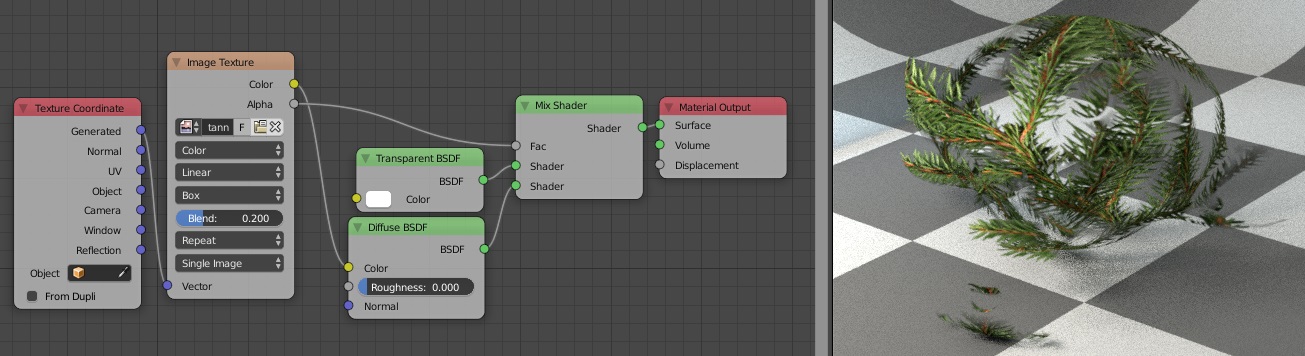 Texture Coordinate
Generated
Normal
UV
Object
Camera
Window
Reflection
Object
From Dupli
Image Texture
Color
Alpha
tann F
Color
Linear
Box
Blend: 0.200
Repeat
Single Image
Vector
Transparent BSDF
BSDF
Color
Diffuse BSDF
BSDF
Color
Roughness: 0.000
Normal
Mix Shader
Shader
Fac
Shader
Shader
Material Output
Surface
Volume
Displacement